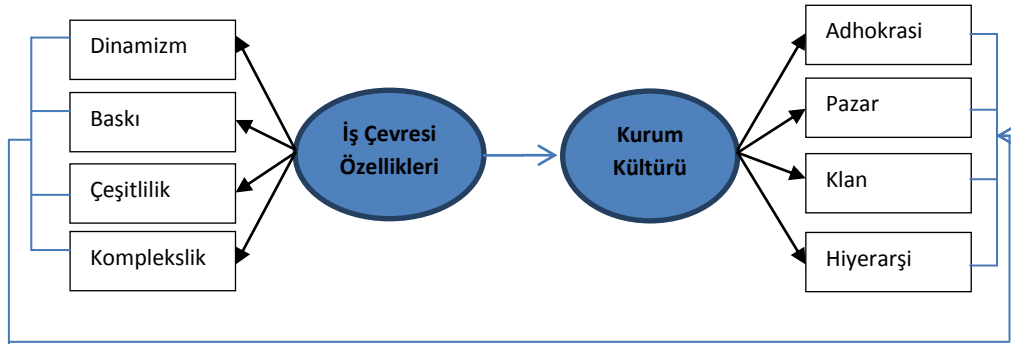 Dinamizm
Baskı
Çeşitlilik
Komplekslik
İş Çevresi
Özellikleri
Kurum
Kültürü
Adhokrasi
Pazar
Klan
Hiyerarşi